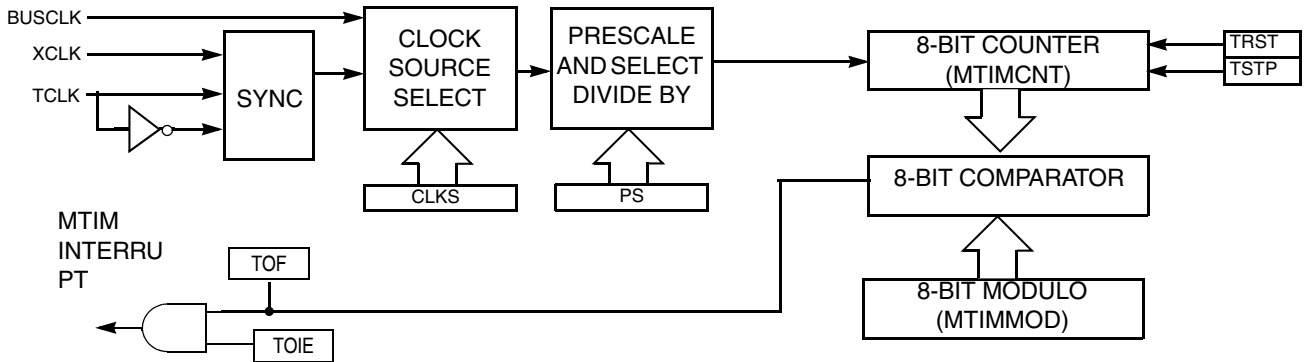 BUSCLK
XCLK
TCLK
SYNC
CLOCK
SOURCE
SELECT
PRESCALE
AND SELECT
DIVIDE BY
8-BIT COUNTER
(MTIMCNT)
TRST
TSTP
CLKS
PS
8-BIT COMPARATOR
MTIM
INTERRU
PT
TOF
TOIE
8-BIT MODULO
(MTIMMOD)